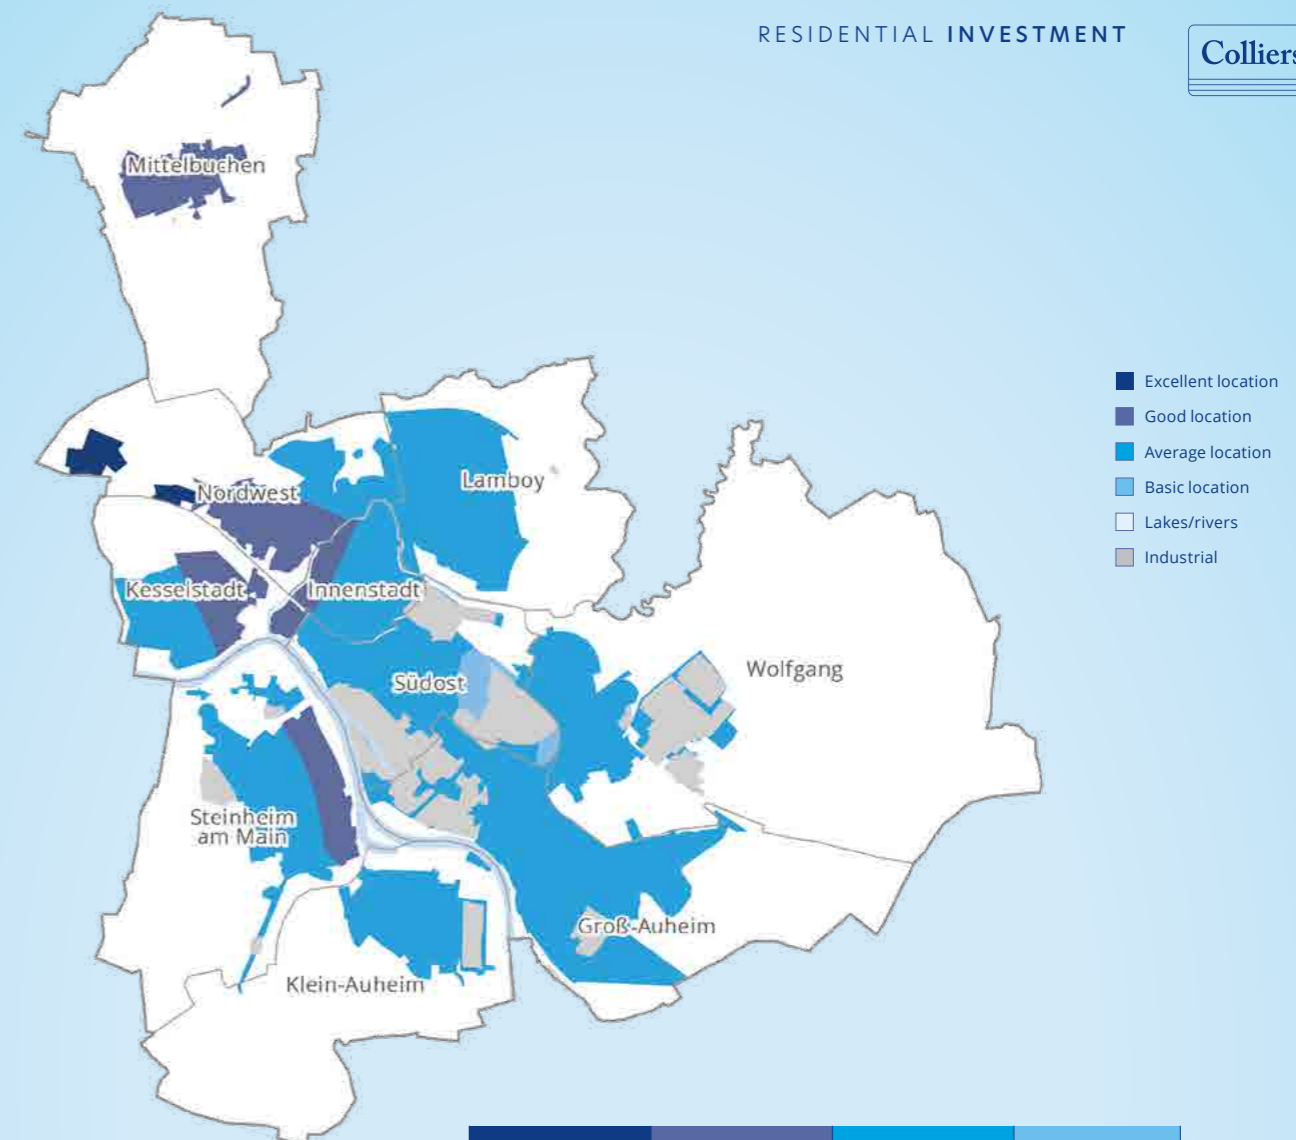 RESIDENTIAL INVESTMENT
Colliers
Mittelbuchen
Excellent location
Good location
Average location
Basic location
Lakes/rivers
Industrial
Nordwest
Lamboy
Kesselstadt
Innenstadt
Südost
Wolfgang
Steinheim
am Main
Groß-Auheim
Klein-Auheim